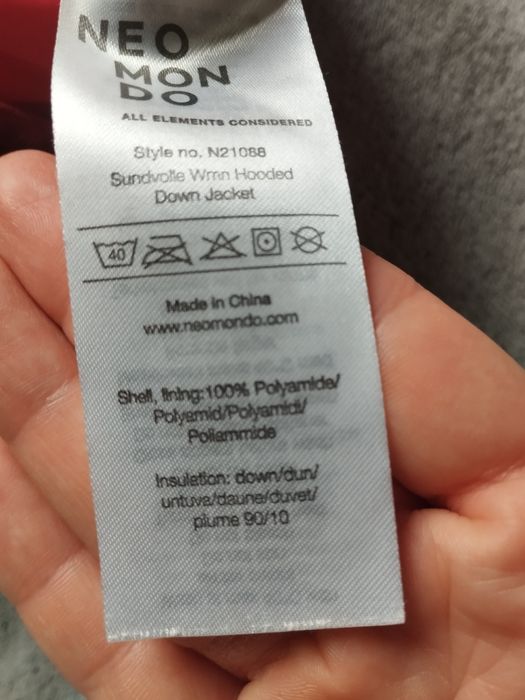 NEO
MON
DO
ALL ELEMENTS CONSIDERED
Style no. N21088
Sundvolle Wmn Hooded
Down Jacket
40
Made in China
www.neomondo.com
Shell, lining:100% Polyamide/
Polyamid/Polyamidi/
Poliammide
Insulation: down/dun/
untuva/daune/duvet/
piume 90/10